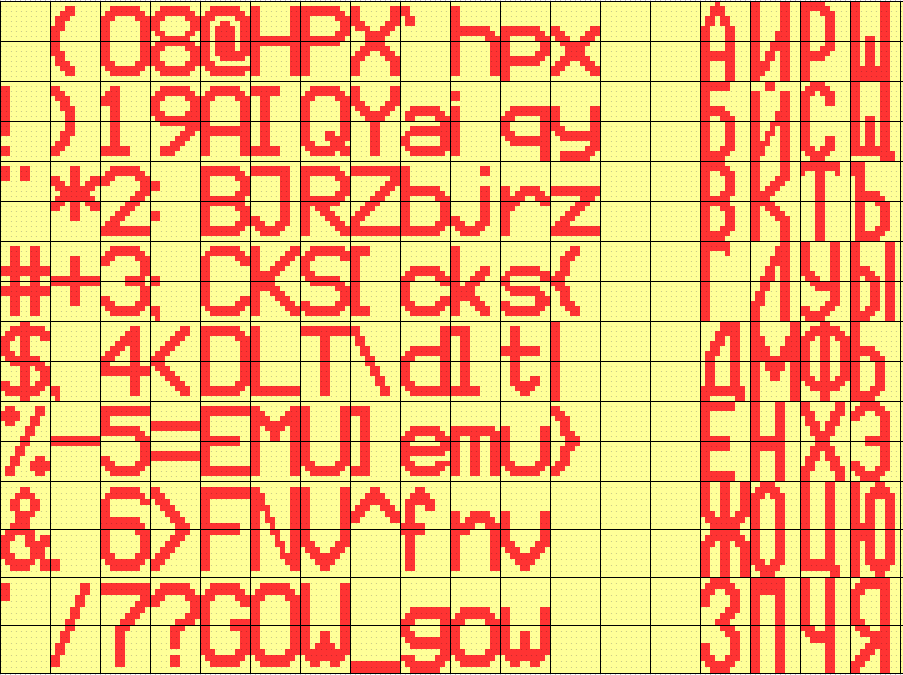 ( 0 8 @ H P X ` h p x А И Р Ш
! ) 1 9 A I Q Y a i q y Б Й С Щ
" * 2 : B J R Z b j r z В К Т Ъ
# + 3 ; C K S [ c k s { Г Л У Ы
$ , 4 < D L T \ d l t | Д М Ф Ь
% - 5 = E M U ] e m u } Е Н Х Э
& . 6 > F N V ^ f n v Ж О Ц Ю
' / 7 ? G O W _ g o w З П Ч Я